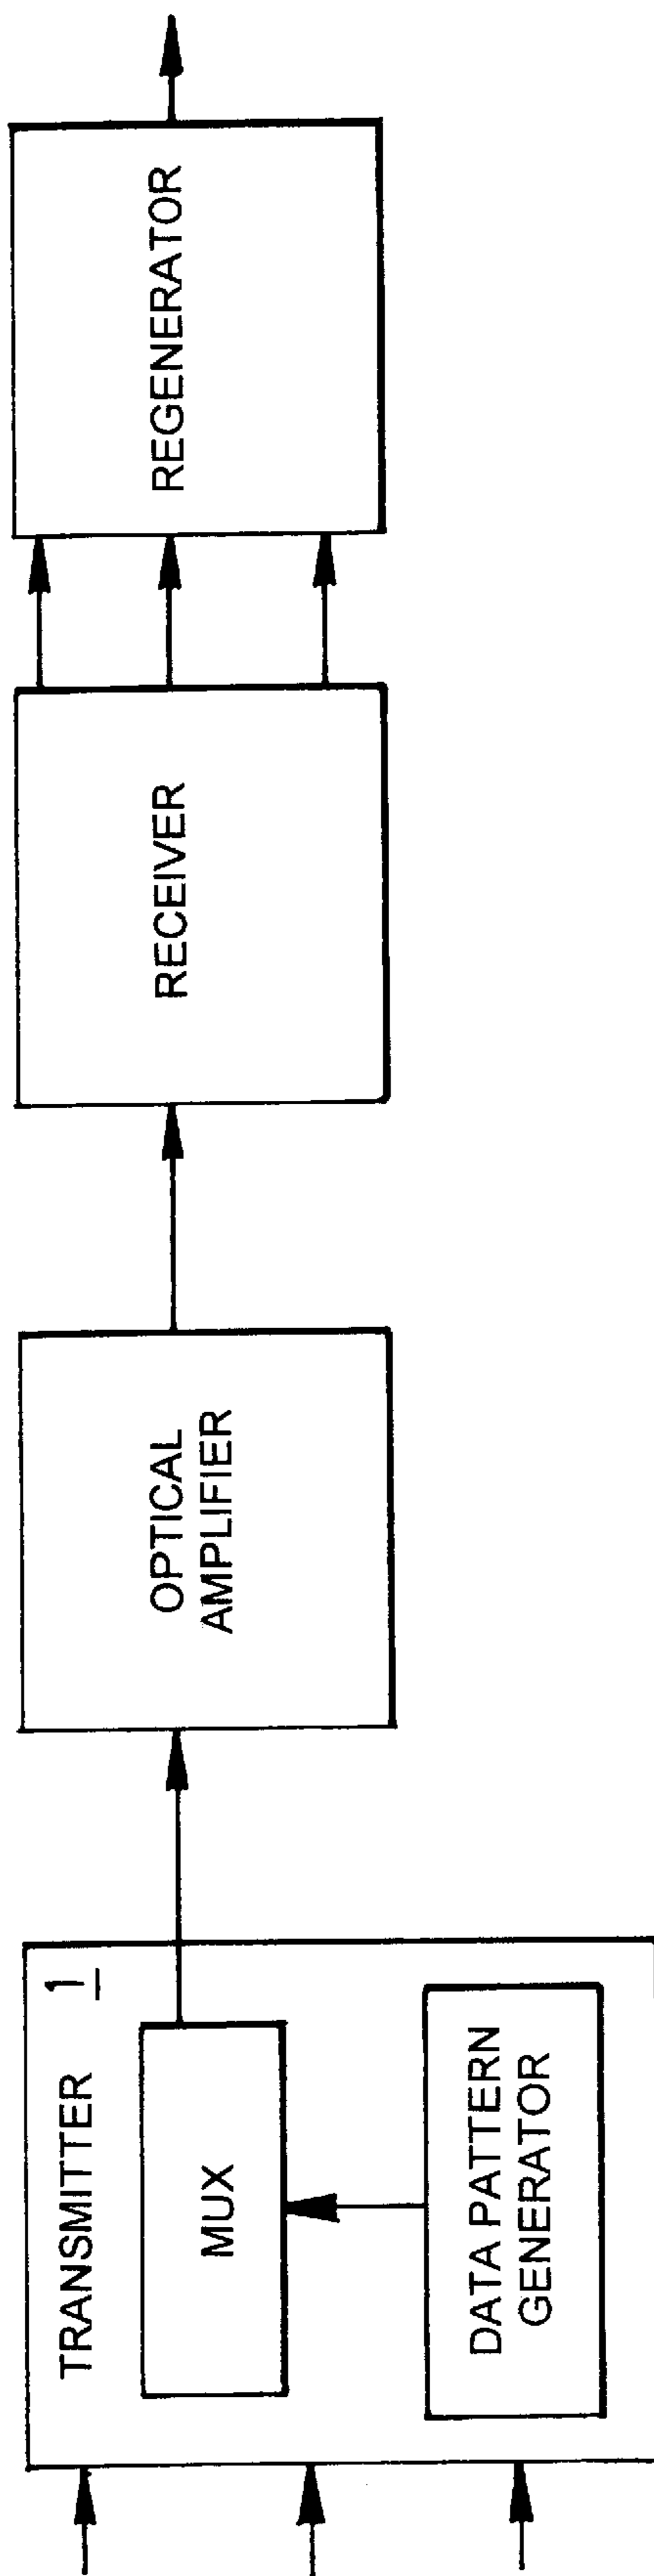 TRANSMITTER 1
MUX
DATA PATTERN
GENERATOR
OPTICAL
AMPLIFIER
RECEIVER
REGENERATOR